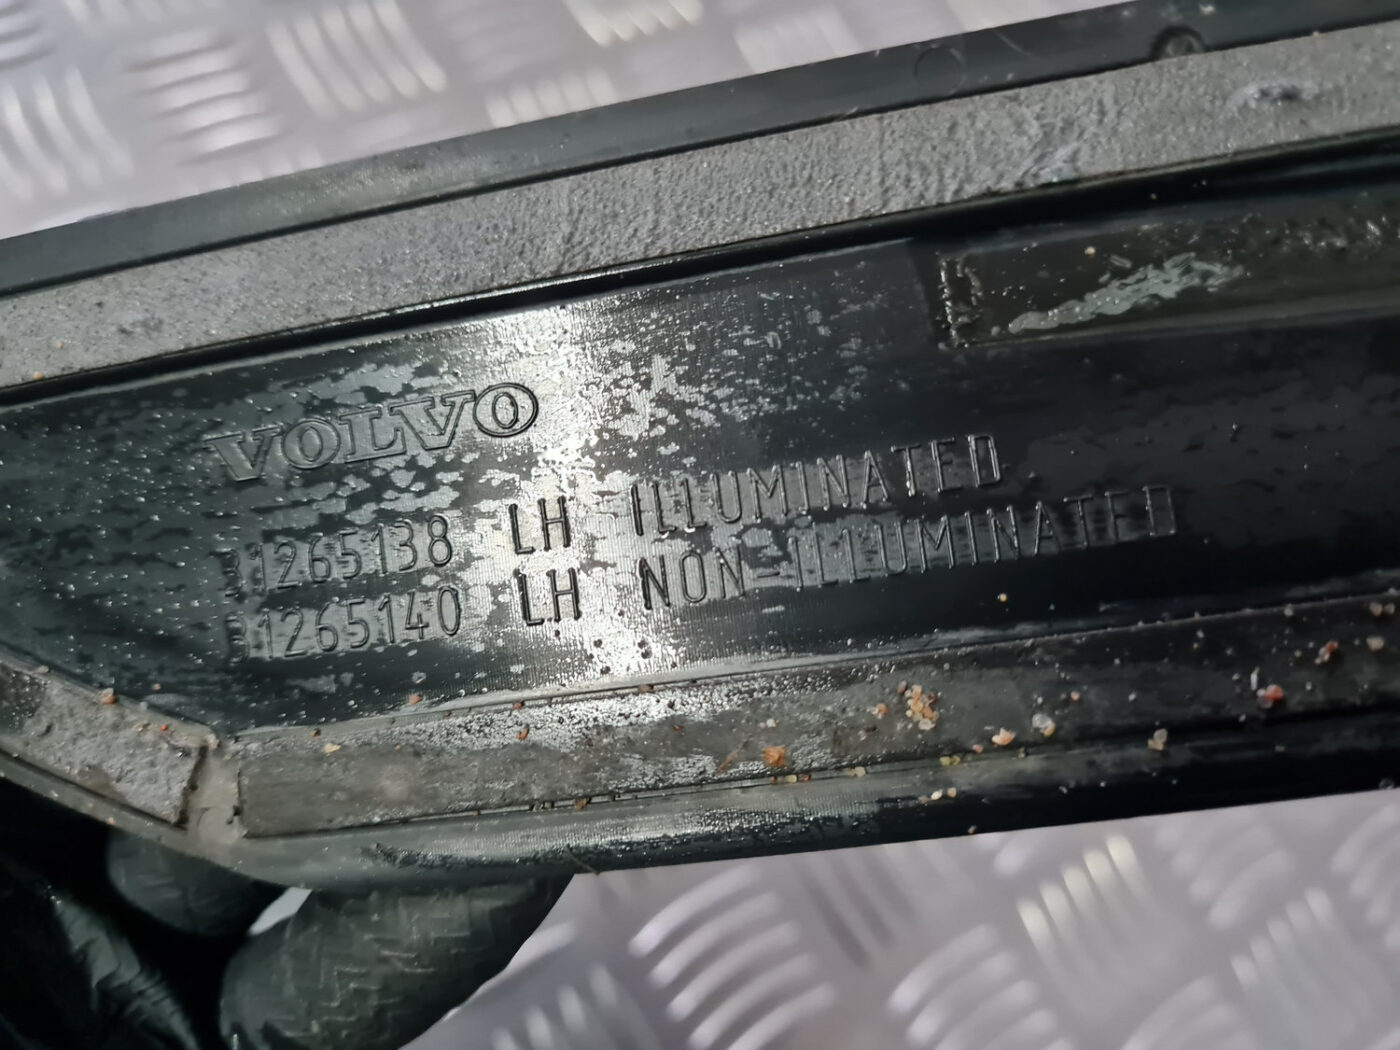 VOLVO
31265138 LH ILLUMINATED
31265140 LH NON-ILLUMINATED